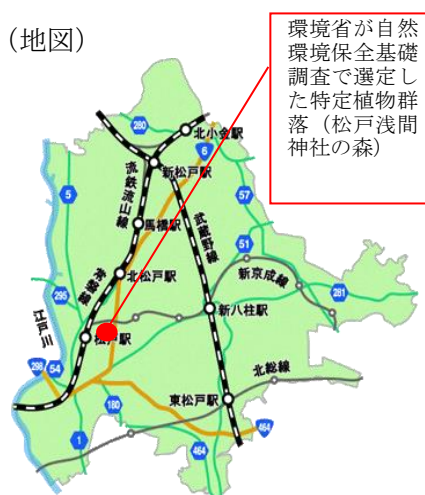 (地図)
環境省が自然
環境保全基礎
調査で選定し
た特定植物群
落（松戸浅間
神社の森）
北小金駅
280
6
新松戸駅
流鉄流山線
5
57
馬橋駅
武蔵野線
51
北松戸駅
新京成線
常磐線
281
295
江戸川
新八柱駅
松戸駅
298
54
北総線
東松戸駅
180
464
1
464